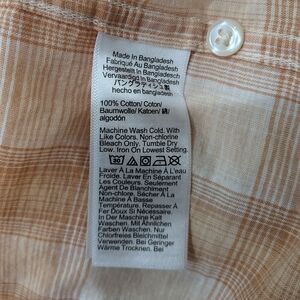 Made In Bangladesh
Fabriqué Au Bangladesh
Hergestellt In Bangladesh
Vervaardigd In Bangladesh
バングラディシュ製
hecho en bangladesh
100% Cotton/ Coton/
Baumwolle/ Katoen/ 綿/
algodón
Machine Wash Cold. With
Like Colors. Non-chlorine
Bleach Only. Tumble Dry
Low. Iron On Lowest Setting.
Laver À La Machine À L'eau
Froide. Laver En Séparant
Les Couleurs. Seulement
Agent De Blanchiment
Non-chlore. Sécher À La
Machine À Basse
Température. Repasser À
Fer Doux Si Nécessaire.
In Der Maschine Kalt
Waschen. Mit Ähnlichen
Farben Waschen. Nur
Chlorfreies Bleichmittel
Verwenden. Bei Geringer
Wärme Trocknen. Bei